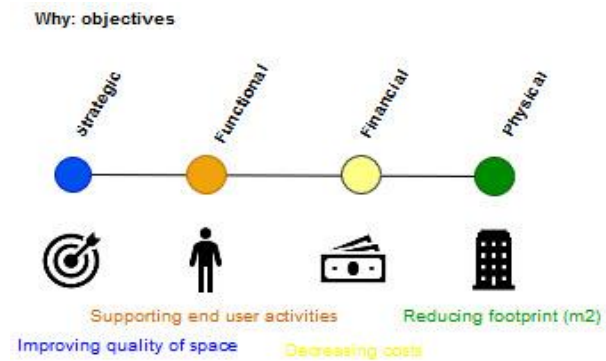 Why: objectives
Strategic
Functional
Financial
Physical
Supporting end user activities
Reducing footprint (m2)
Improving quality of space
Decreasing costs